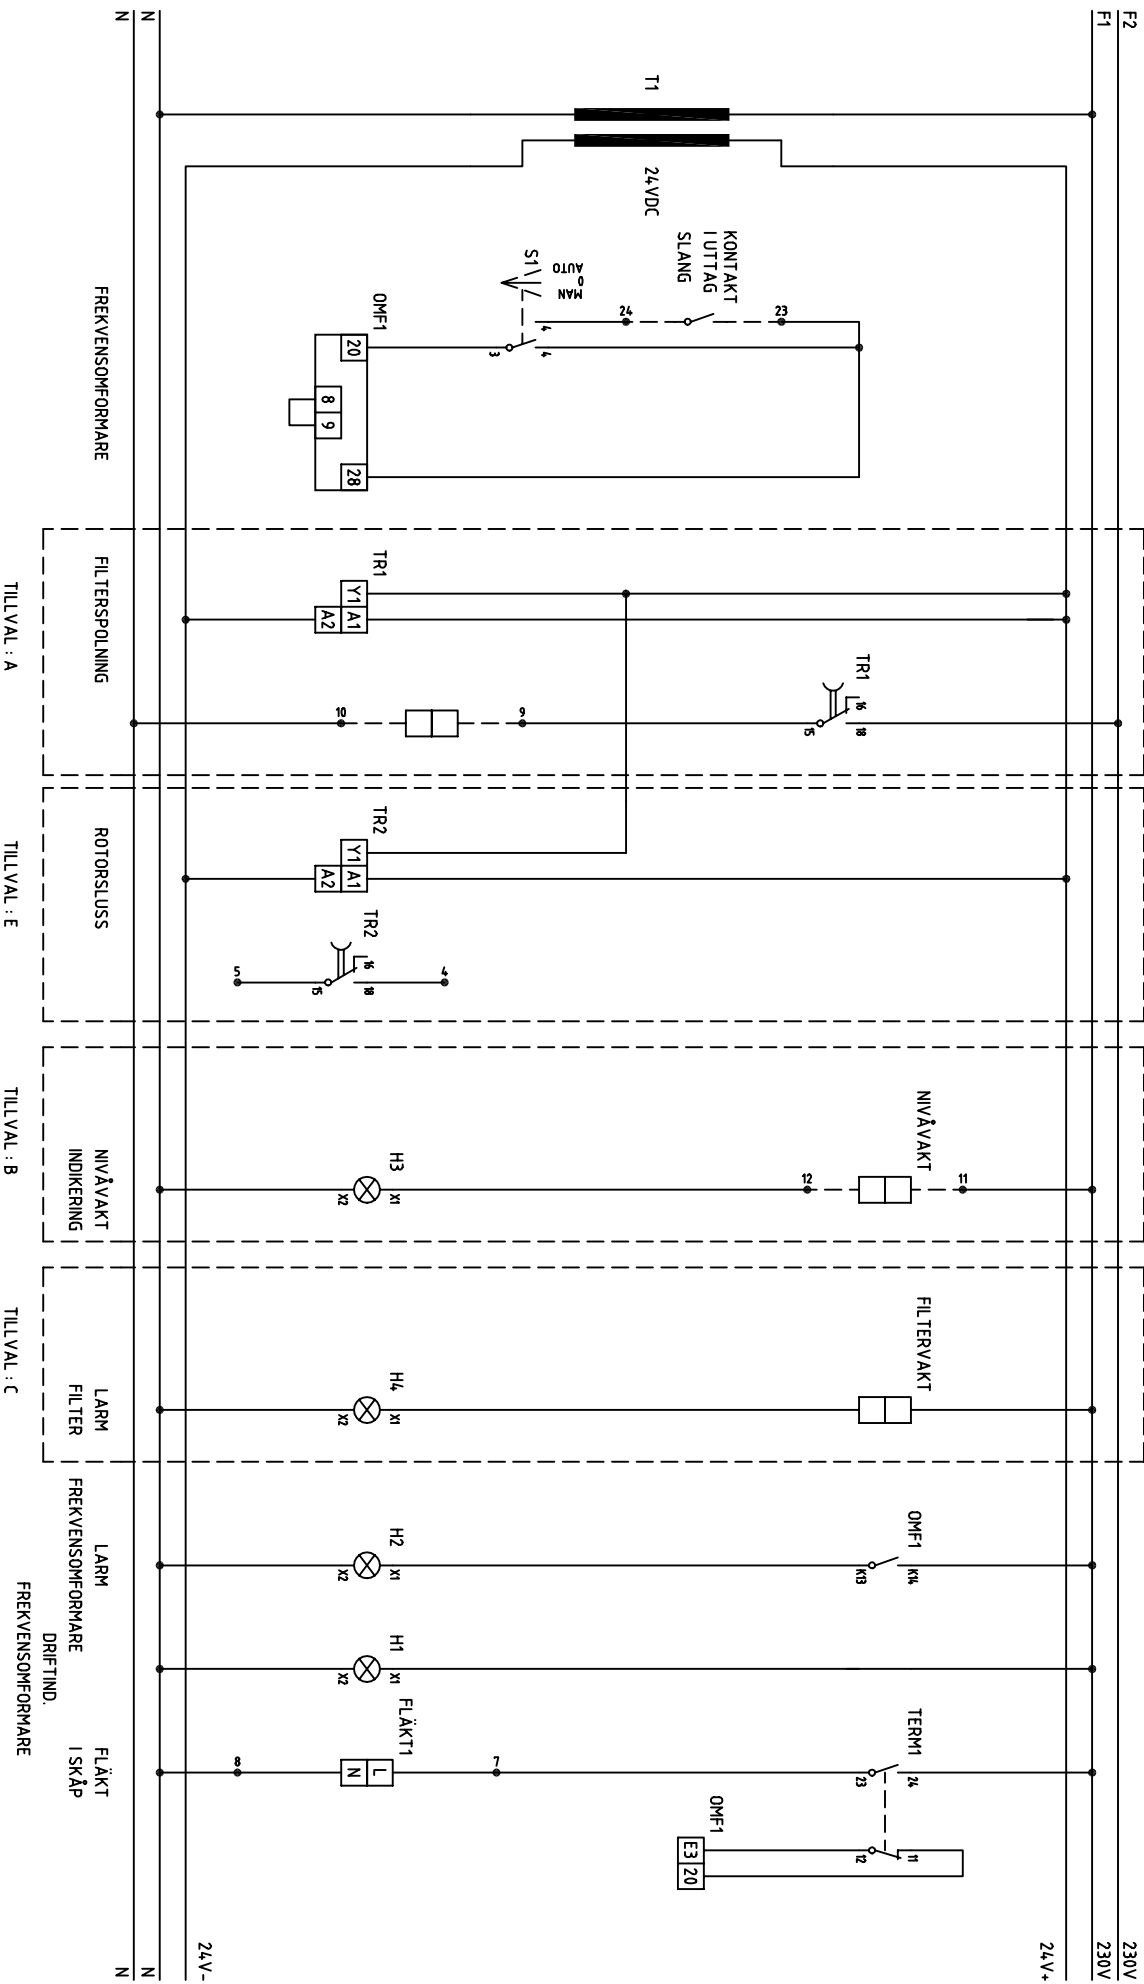 F2
230V
F1
230V
24V+
T1
24VDC
KONTAKT
I UTTAG
SLANG
23
24
MAN
0
AUTO
S1
4
4
3
OMF1
20
8
9
28
FREKVENSOMFORMARE
TR1
Y1
A1
A2
TR1
16
18
15
9
10
FILTERSPOLNING
TILLVAL : A
TR2
Y1
A1
A2
TR2
16
18
15
4
5
ROTORSLUSS
TILLVAL : E
NIVÅVAKT
11
12
H3
X1
X2
NIVÅVAKT
INDIKERING
TILLVAL : B
FILTERVAKT
H4
X1
X2
LARM
FILTER
TILLVAL : C
OMF1
K14
K13
H2
X1
X2
LARM
FREKVENSOMFORMARE
H1
X1
X2
DRIFTIND.
FREKVENSOMFORMARE
TERM1
24
23
11
12
OMF1
E3
20
7
FLÄKT1
L
N
8
FLÄKT
I SKÅP
24V-
N
N
N
N